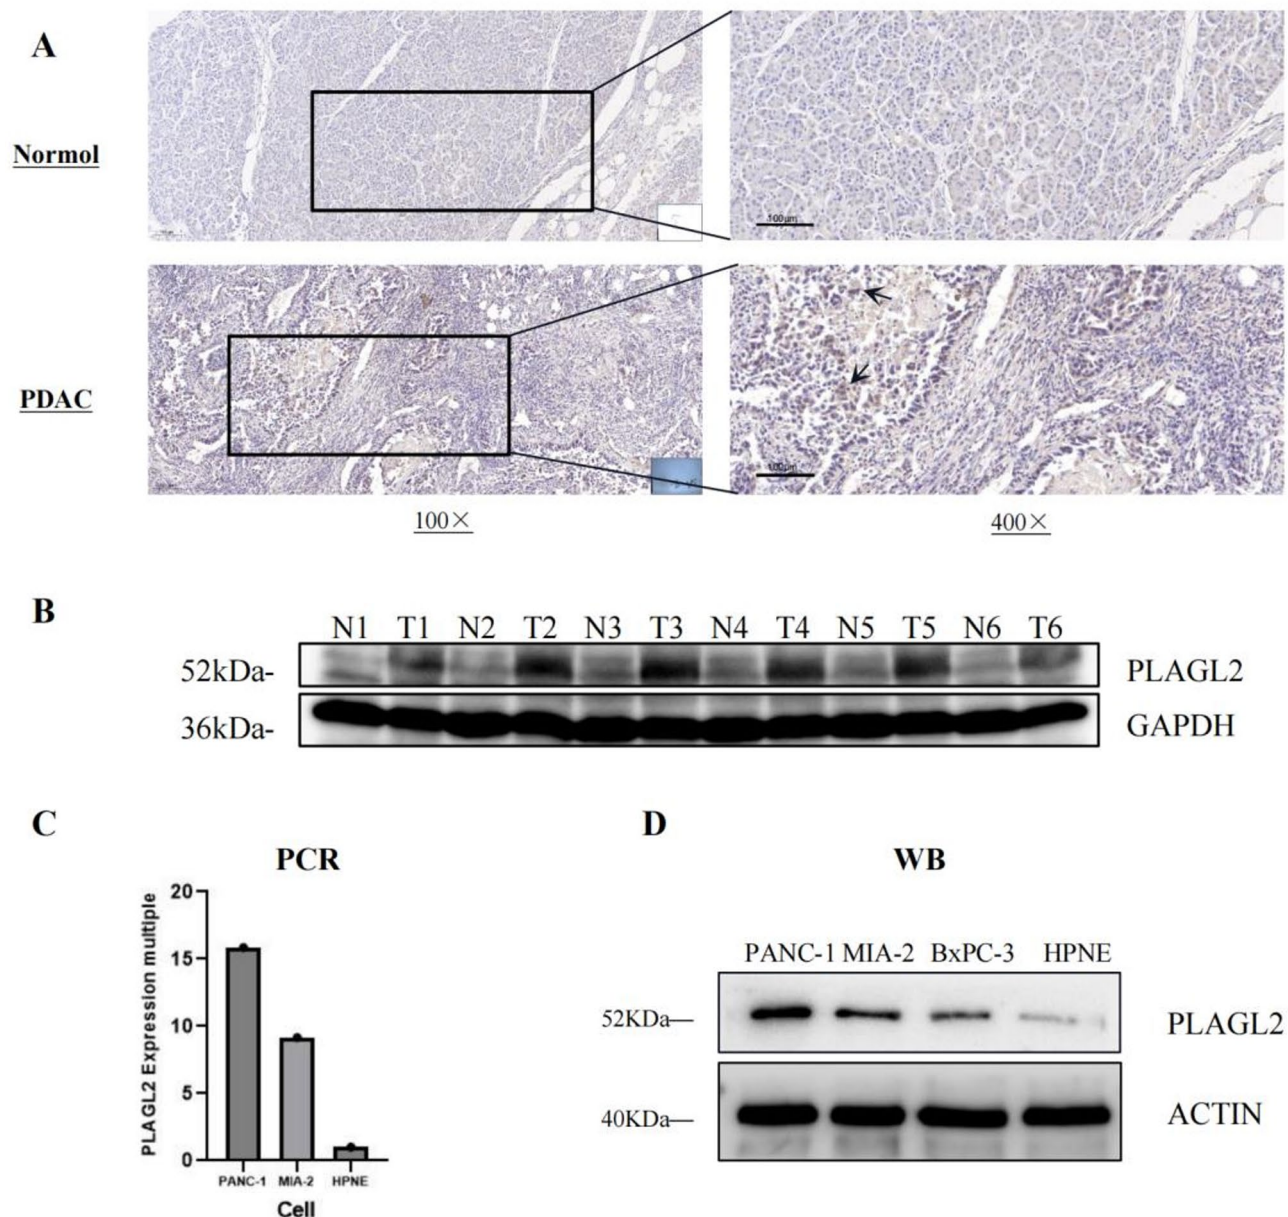 A
Normol
100μm
PDAC
100μm
100×
400×
B
N1 T1 N2 T2 N3 T3 N4 T4 N5 T5 N6 T6
52kDa-
PLAGL2
36kDa-
GAPDH
C
PCR
PLAGL2 Expression multiple
20
15
10
5
0
PANC-1 MIA-2 HPNE
Cell
D
WB
PANC-1 MIA-2 BxPC-3 HPNE
52KDa—
PLAGL2
40KDa—
ACTIN